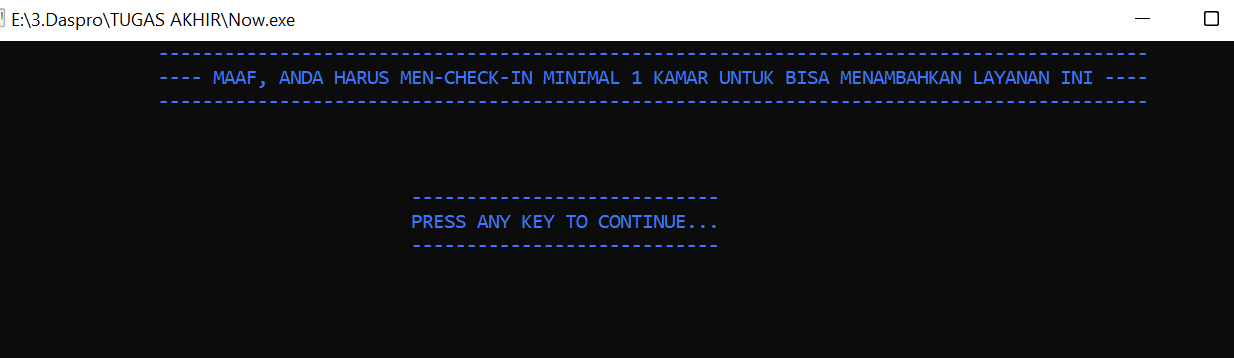 E:\3.Daspro\TUGAS AKHIR\Now.exe
------------------------------------------------------------------------------------------
---- MAAF, ANDA HARUS MEN-CHECK-IN MINIMAL 1 KAMAR UNTUK BISA MENAMBAHKAN LAYANAN INI ----
------------------------------------------------------------------------------------------
----------------------------
PRESS ANY KEY TO CONTINUE...
----------------------------